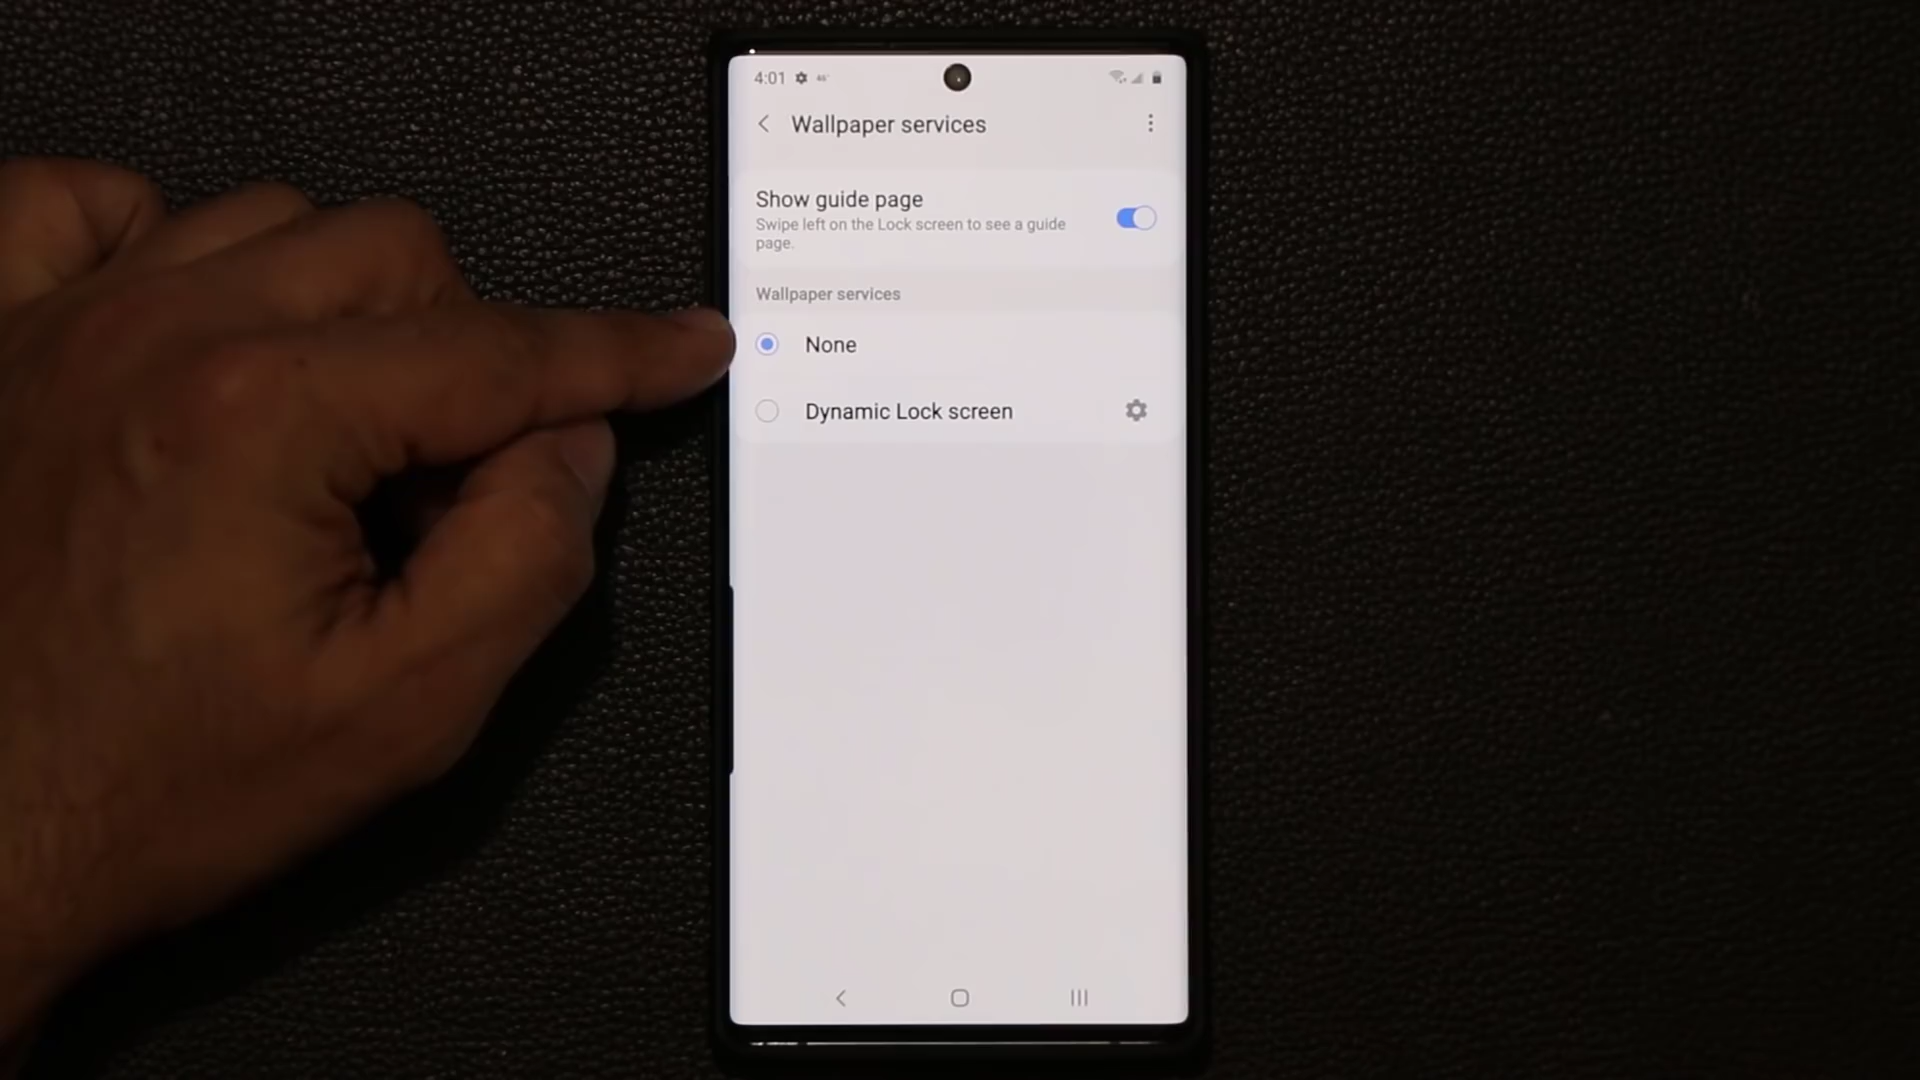 4:01
Wallpaper services
Show guide page
Swipe left on the Lock screen to see a guide
page.
Wallpaper services
None
Dynamic Lock screen